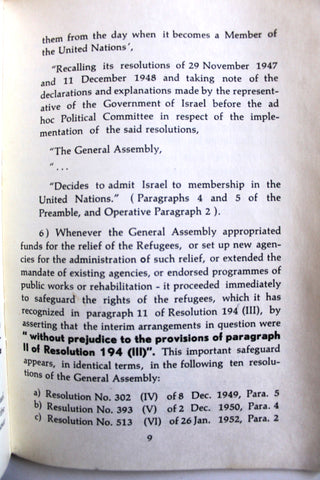 them from the day when it becomes a Member of
the United Nations',
"Recalling its resolutions of 29 November 1947
and 11 December 1948 and taking note of the
declarations and explanations made by the represent-
ative of the Government of Israel before the ad
hoc Political Committee in respect of the imple-
mentation of the said resolutions,
"The General Assembly,
"...
"Decides to admit Israel to membership in the
United Nations." (Paragraphs 4 and 5 of the
Preamble, and Operative Paragraph 2).
6) Whenever the General Assembly appropriated
funds for the relief of the Refugees, or set up new agen-
cies for the administration of such relief, or extended the
mandate of existing agencies, or endorsed programmes of
public works or rehabilitation - it proceeded immediately
to safeguard the rights of the refugees, which it has
recognized in paragraph 11 of Resolution 194 (III), by
asserting that the interim arrangements in question were
"without prejudice to the provisions of paragraph
II of Resolution 194 (III)". This important safeguard
appears, in identical terms, in the following ten resolu-
tions of the General Assembly:
a) Resolution No. 302 (IV) of 8 Dec. 1949, Para. 5
b) Resulution No. 393 (V) of 2 Dec. 1950, Para. 4
c) Resulution No. 513 (VI) of 26 Jan. 1952, Para. 2
9